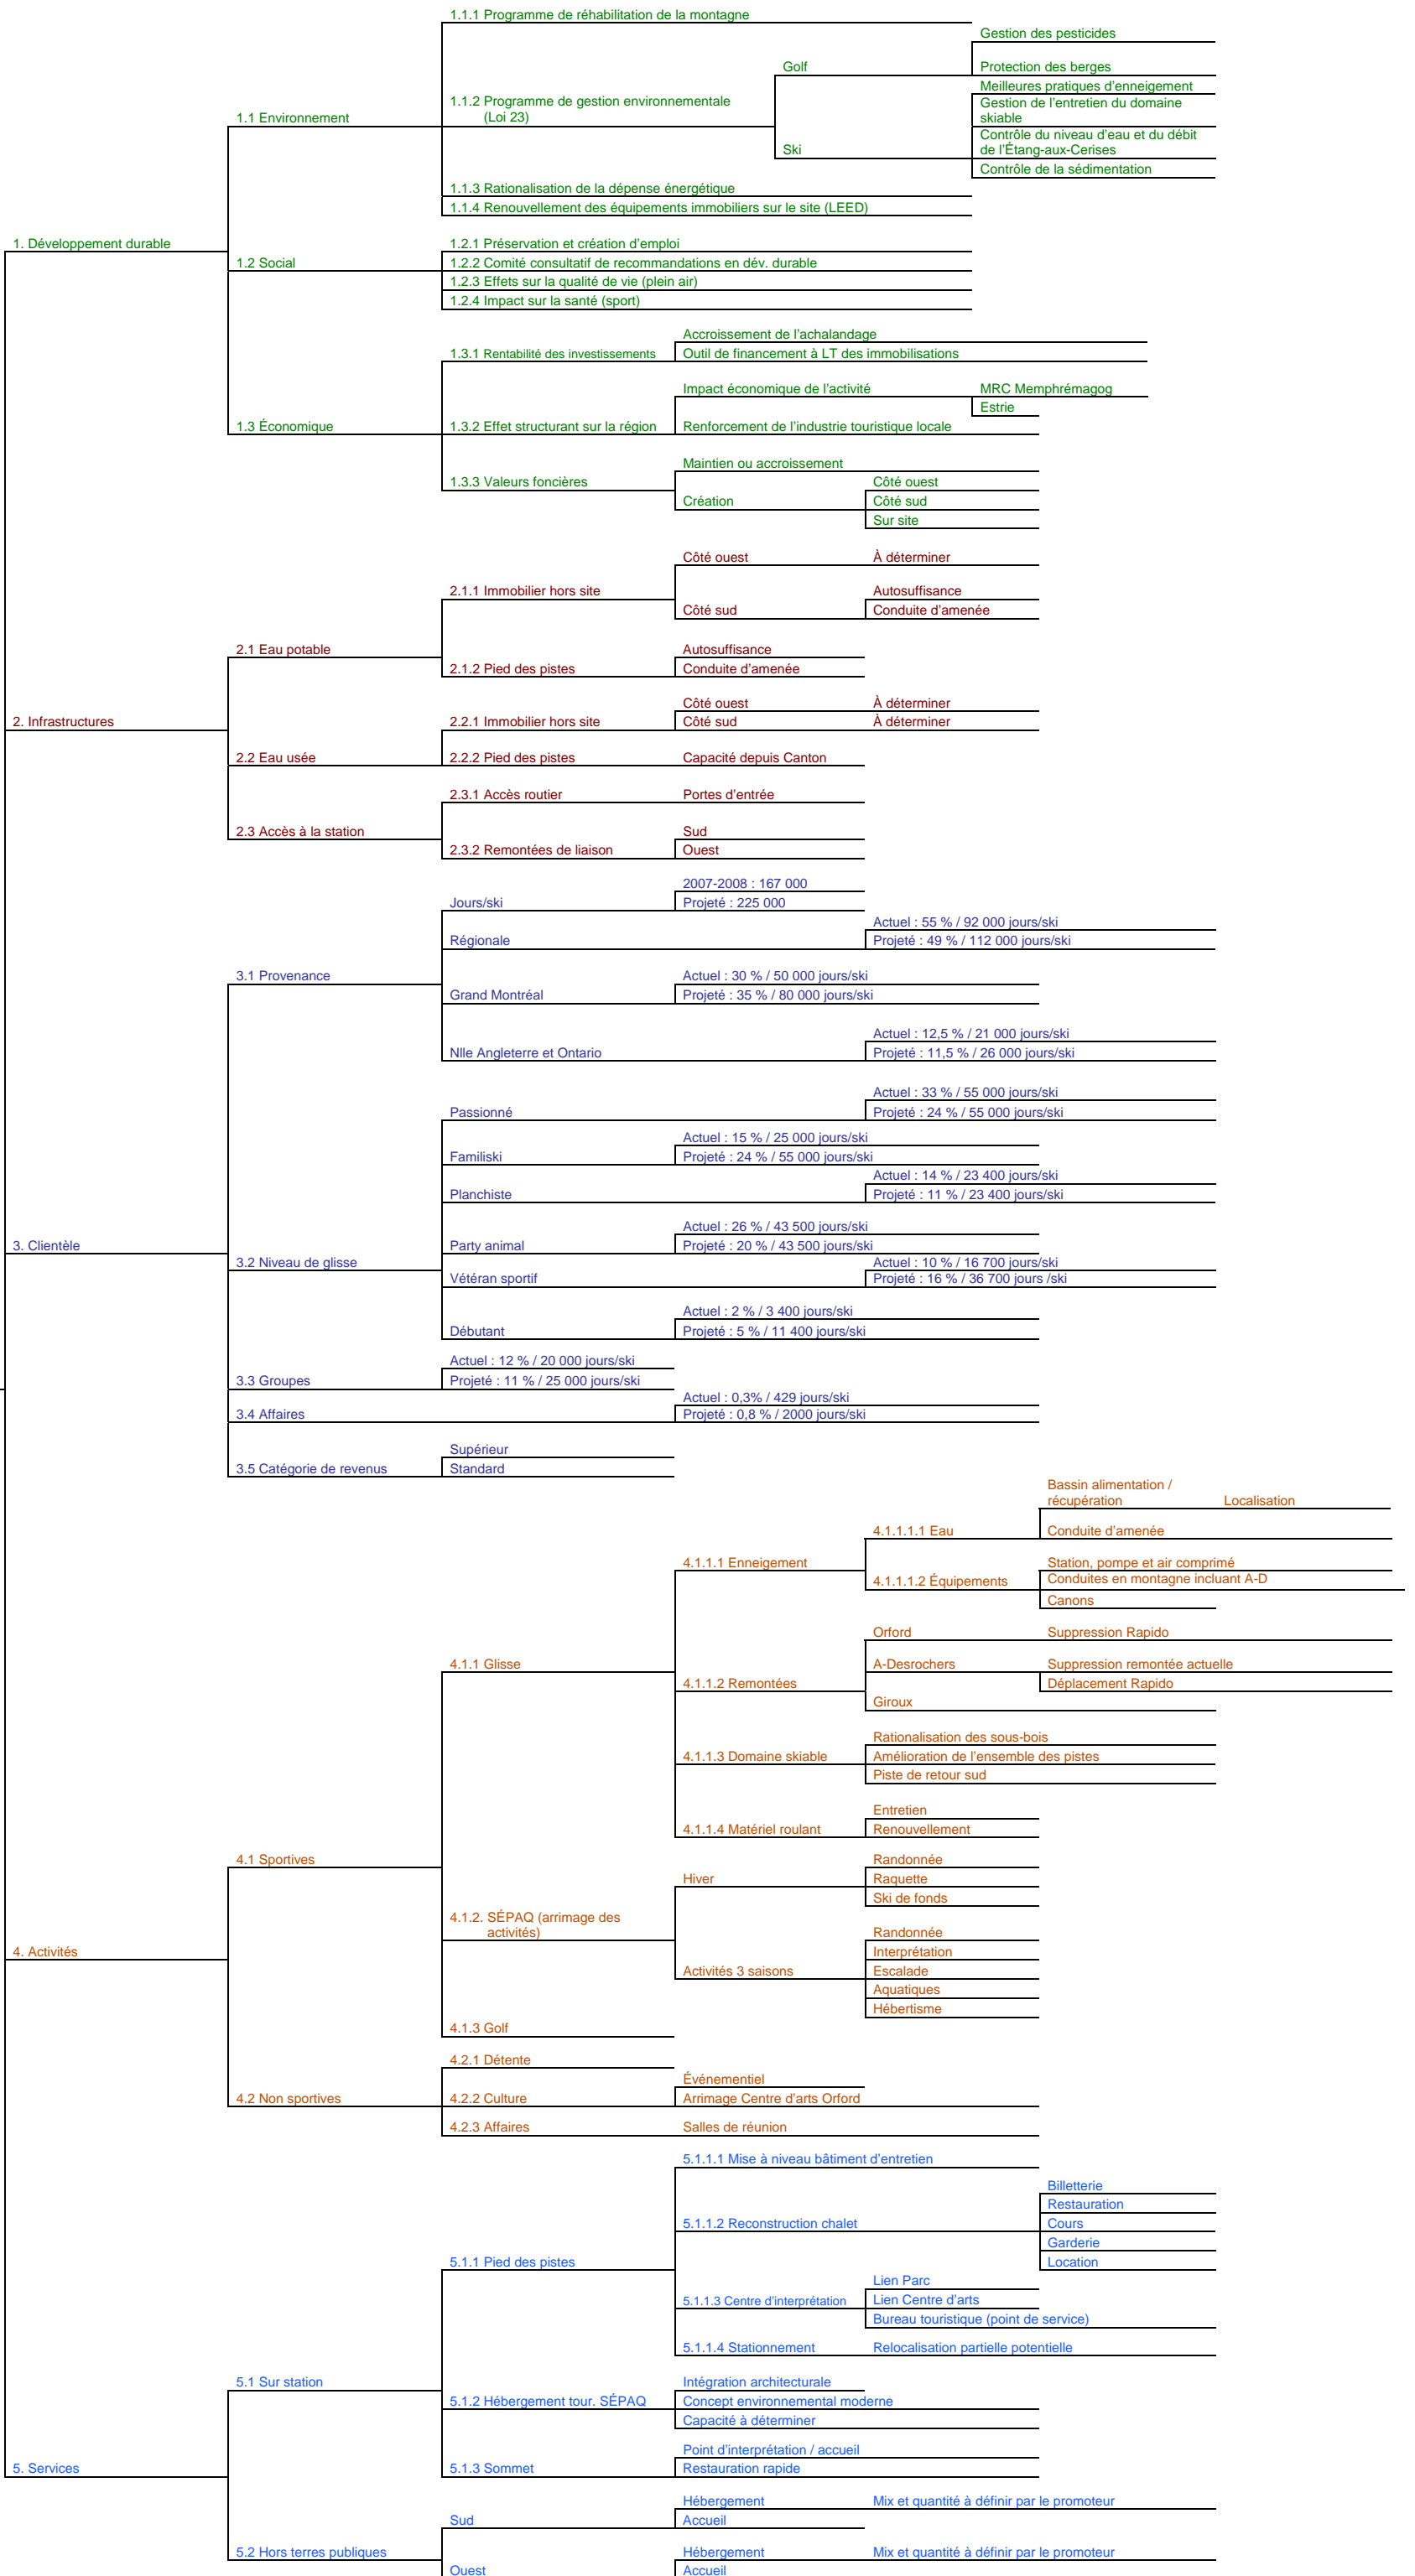 1. Développement durable
1.1 Environnement
1.1.1 Programme de réhabilitation de la montagne
1.1.2 Programme de gestion environnementale
(Loi 23)
Golf
Gestion des pesticides
Protection des berges
Ski
Meilleures pratiques d'enneigement
Gestion de l'entretien du domaine
skiable
Contrôle du niveau d'eau et du débit
de l'Étang-aux-Cerises
Contrôle de la sédimentation
1.1.3 Rationalisation de la dépense énergétique
1.1.4 Renouvellement des équipements immobiliers sur le site (LEED)
1.2 Social
1.2.1 Préservation et création d'emploi
1.2.2 Comité consultatif de recommandations en dév. durable
1.2.3 Effets sur la qualité de vie (plein air)
1.2.4 Impact sur la santé (sport)
1.3 Économique
1.3.1 Rentabilité des investissements
Accroissement de l'achalandage
Outil de financement à LT des immobilisations
1.3.2 Effet structurant sur la région
Impact économique de l'activité
MRC Memphrémagog
Estrie
Renforcement de l'industrie touristique locale
1.3.3 Valeurs foncières
Maintien ou accroissement
Création
Côté ouest
Côté sud
Sur site
2. Infrastructures
2.1 Eau potable
2.1.1 Immobilier hors site
Côté ouest
À déterminer
Côté sud
Autosuffisance
Conduite d'amenée
2.1.2 Pied des pistes
Autosuffisance
Conduite d'amenée
2.2 Eau usée
2.2.1 Immobilier hors site
Côté ouest
À déterminer
Côté sud
À déterminer
2.2.2 Pied des pistes
Capacité depuis Canton
2.3 Accès à la station
2.3.1 Accès routier
Portes d'entrée
2.3.2 Remontées de liaison
Sud
Ouest
3. Clientèle
3.1 Provenance
Jours/ski
2007-2008 : 167 000
Projeté : 225 000
Régionale
Actuel : 55 % / 92 000 jours/ski
Projeté : 49 % / 112 000 jours/ski
Grand Montréal
Actuel : 30 % / 50 000 jours/ski
Projeté : 35 % / 80 000 jours/ski
Nlle Angleterre et Ontario
Actuel : 12,5 % / 21 000 jours/ski
Projeté : 11,5 % / 26 000 jours/ski
3.2 Niveau de glisse
Passionné
Actuel : 33 % / 55 000 jours/ski
Projeté : 24 % / 55 000 jours/ski
Familiski
Actuel : 15 % / 25 000 jours/ski
Projeté : 24 % / 55 000 jours/ski
Planchiste
Actuel : 14 % / 23 400 jours/ski
Projeté : 11 % / 23 400 jours/ski
Party animal
Actuel : 26 % / 43 500 jours/ski
Projeté : 20 % / 43 500 jours/ski
Vétéran sportif
Actuel : 10 % / 16 700 jours/ski
Projeté : 16 % / 36 700 jours /ski
Débutant
Actuel : 2 % / 3 400 jours/ski
Projeté : 5 % / 11 400 jours/ski
3.3 Groupes
Actuel : 12 % / 20 000 jours/ski
Projeté : 11 % / 25 000 jours/ski
3.4 Affaires
Actuel : 0,3% / 429 jours/ski
Projeté : 0,8 % / 2000 jours/ski
3.5 Catégorie de revenus
Supérieur
Standard
4. Activités
4.1 Sportives
4.1.1 Glisse
4.1.1.1 Enneigement
4.1.1.1.1 Eau
Bassin alimentation /
récupération
Localisation
Conduite d'amenée
4.1.1.1.2 Équipements
Station, pompe et air comprimé
Conduites en montagne incluant A-D
Canons
4.1.1.2 Remontées
Orford
Suppression Rapido
A-Desrochers
Suppression remontée actuelle
Déplacement Rapido
Giroux
4.1.1.3 Domaine skiable
Rationalisation des sous-bois
Amélioration de l'ensemble des pistes
Piste de retour sud
4.1.1.4 Matériel roulant
Entretien
Renouvellement
4.1.2. SÉPAQ (arrimage des
activités)
Hiver
Randonnée
Raquette
Ski de fonds
Activités 3 saisons
Randonnée
Interprétation
Escalade
Aquatiques
Hébertisme
4.1.3 Golf
4.2 Non sportives
4.2.1 Détente
4.2.2 Culture
Événementiel
Arrimage Centre d'arts Orford
4.2.3 Affaires
Salles de réunion
5. Services
5.1 Sur station
5.1.1 Pied des pistes
5.1.1.1 Mise à niveau bâtiment d'entretien
5.1.1.2 Reconstruction chalet
Billetterie
Restauration
Cours
Garderie
Location
5.1.1.3 Centre d'interprétation
Lien Parc
Lien Centre d'arts
Bureau touristique (point de service)
5.1.1.4 Stationnement
Relocalisation partielle potentielle
5.1.2 Hébergement tour. SÉPAQ
Intégration architecturale
Concept environnemental moderne
Capacité à déterminer
5.1.3 Sommet
Point d'interprétation / accueil
Restauration rapide
5.2 Hors terres publiques
Sud
Hébergement
Mix et quantité à définir par le promoteur
Accueil
Ouest
Hébergement
Mix et quantité à définir par le promoteur
Accueil